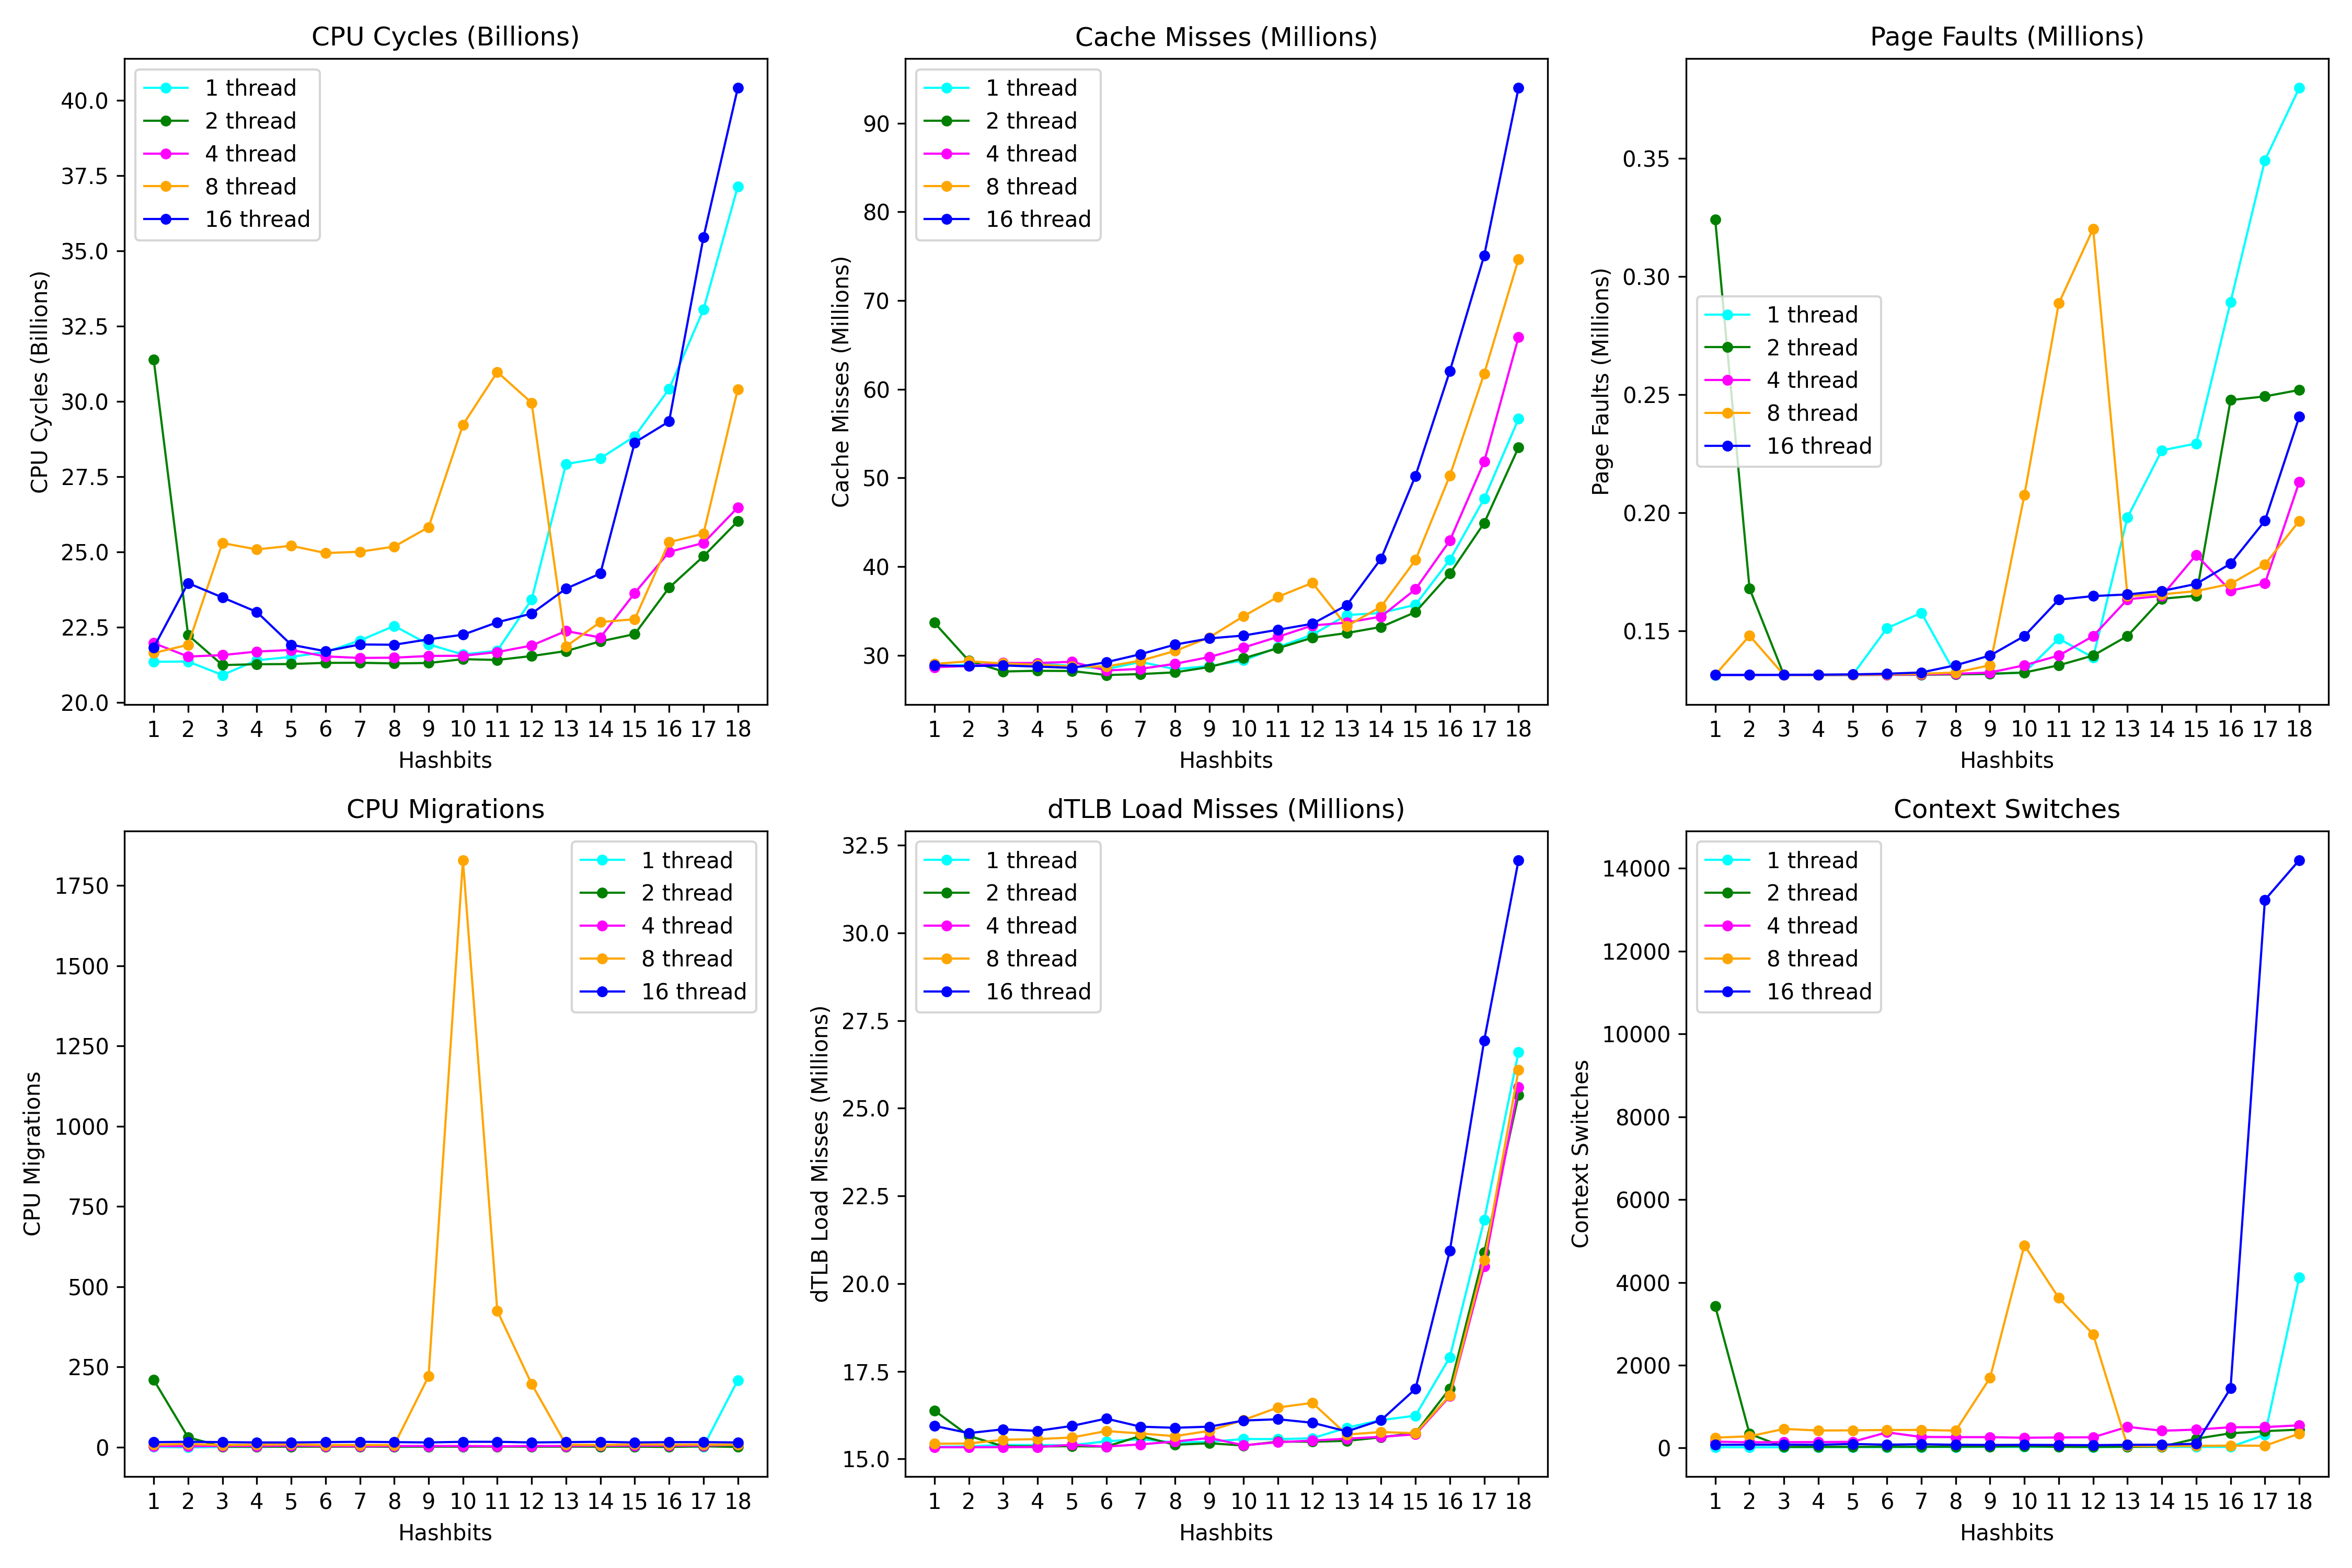 CPU Cycles (Billions)
CPU Cycles (Billions)
40.0
37.5
35.0
32.5
30.0
27.5
25.0
22.5
20.0
1 thread
2 thread
4 thread
8 thread
16 thread
1 2 3 4 5 6 7 8 9 10 11 12 13 14 15 16 17 18
Hashbits
Cache Misses (Millions)
Cache Misses (Millions)
90
80
70
60
50
40
30
1 thread
2 thread
4 thread
8 thread
16 thread
1 2 3 4 5 6 7 8 9 10 11 12 13 14 15 16 17 18
Hashbits
Page Faults (Millions)
Page Faults (Millions)
0.35
0.30
0.25
0.20
0.15
1 thread
2 thread
4 thread
8 thread
16 thread
1 2 3 4 5 6 7 8 9 10 11 12 13 14 15 16 17 18
Hashbits
CPU Migrations
CPU Migrations
1750
1500
1250
1000
750
500
250
0
1 thread
2 thread
4 thread
8 thread
16 thread
1 2 3 4 5 6 7 8 9 10 11 12 13 14 15 16 17 18
Hashbits
dTLB Load Misses (Millions)
dTLB Load Misses (Millions)
32.5
30.0
27.5
25.0
22.5
20.0
17.5
15.0
1 thread
2 thread
4 thread
8 thread
16 thread
1 2 3 4 5 6 7 8 9 10 11 12 13 14 15 16 17 18
Hashbits
Context Switches
Context Switches
14000
12000
10000
8000
6000
4000
2000
0
1 thread
2 thread
4 thread
8 thread
16 thread
1 2 3 4 5 6 7 8 9 10 11 12 13 14 15 16 17 18
Hashbits